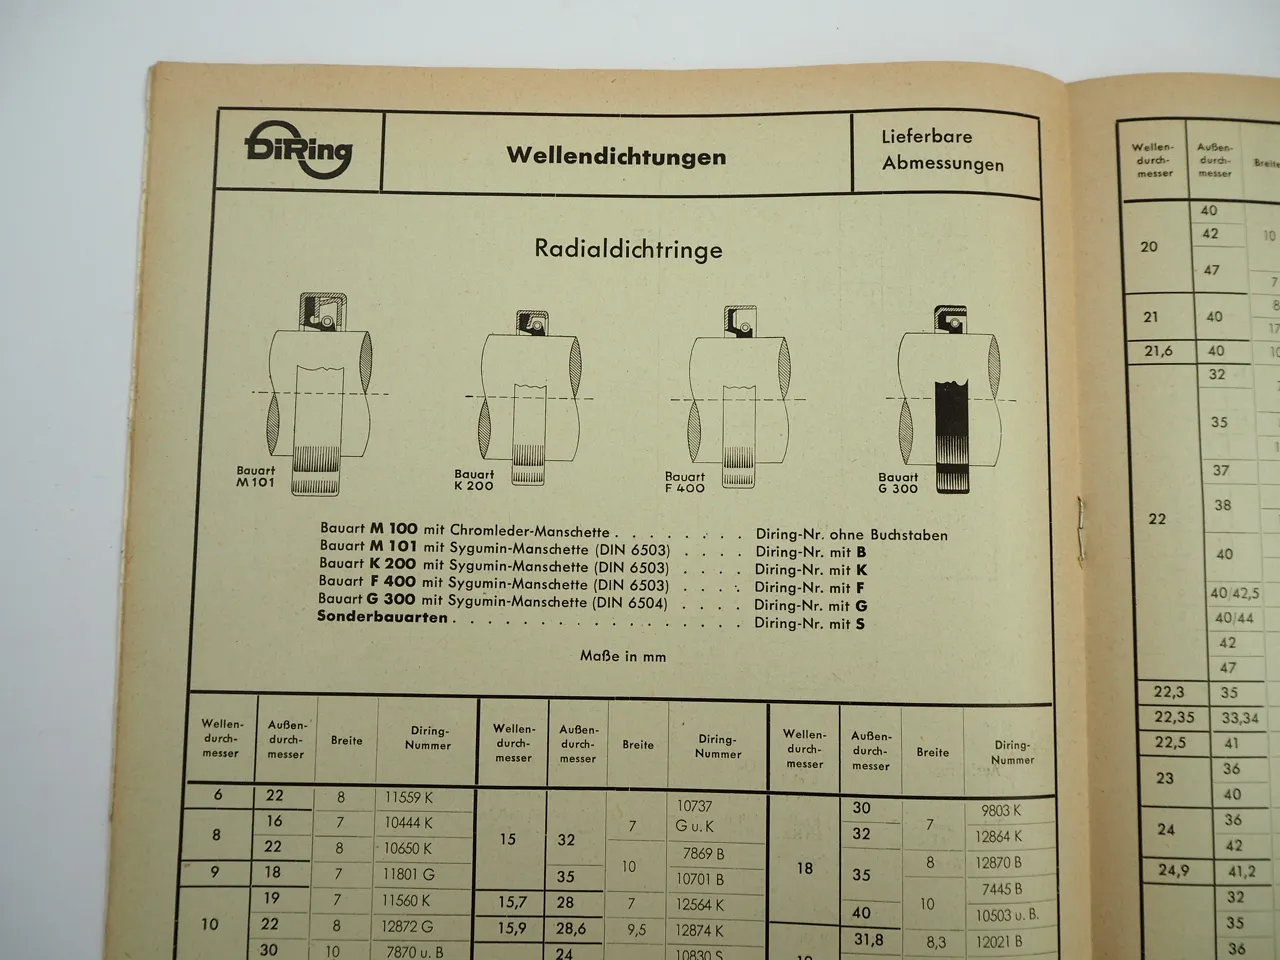 DiRing
Wellendichtungen
Lieferbare
Abmessungen
Radialdichtringe
Bauart
M 101
Bauart
K 200
Bauart
F 400
Bauart
G 300
Bauart M 100 mit Chromleder-Manschette . . . . . . . . Diring-Nr. ohne Buchstaben
Bauart M 101 mit Sygumin-Manschette (DIN 6503) . . . . Diring-Nr. mit B
Bauart K 200 mit Sygumin-Manschette (DIN 6503) . . . . Diring-Nr. mit K
Bauart F 400 mit Sygumin-Manschette (DIN 6503) . . . . Diring-Nr. mit F
Bauart G 300 mit Sygumin-Manschette (DIN 6504) . . . . Diring-Nr. mit G
Sonderbauarten . . . . . . . . . . . . . . . . . Diring-Nr. mit S
Maße in mm
Wellen-
durch-
messer
Außen-
durch-
messer
Breite
Diring-
Nummer
6 22 8 11559 K
8 16 7 10444 K
22 8 10650 K
9 18 7 11801 G
10 19 7 11560 K
22 8 12872 G
30 10 7870 u. B
Wellen-
durch-
messer
Außen-
durch-
messer
Breite
Diring-
Nummer
15 32 7 10737
G u. K
10 7869 B
35 10701 B
15,7 28 7 12564 K
15,9 28,6 9,5 12874 K
24 10830 S
Wellen-
durch-
messer
Außen-
durch-
messer
Breite
Diring-
Nummer
18 30 7 9803 K
32 12864 K
35 8 12870 B
10 7445 B
40 10503 u. B.
31,8 8,3 12021 B
Wellen-
durch-
messer
Außen-
durch-
messer
Breite
20 40
42 10
47
7
21 40 8
17
21,6 40 10
22 32
35
37
38
40
40/42,5
40/44
42
47
22,3 35
22,35 33,34
22,5 41
23 36
40
24 36
42
24,9 41,2
32
35
36